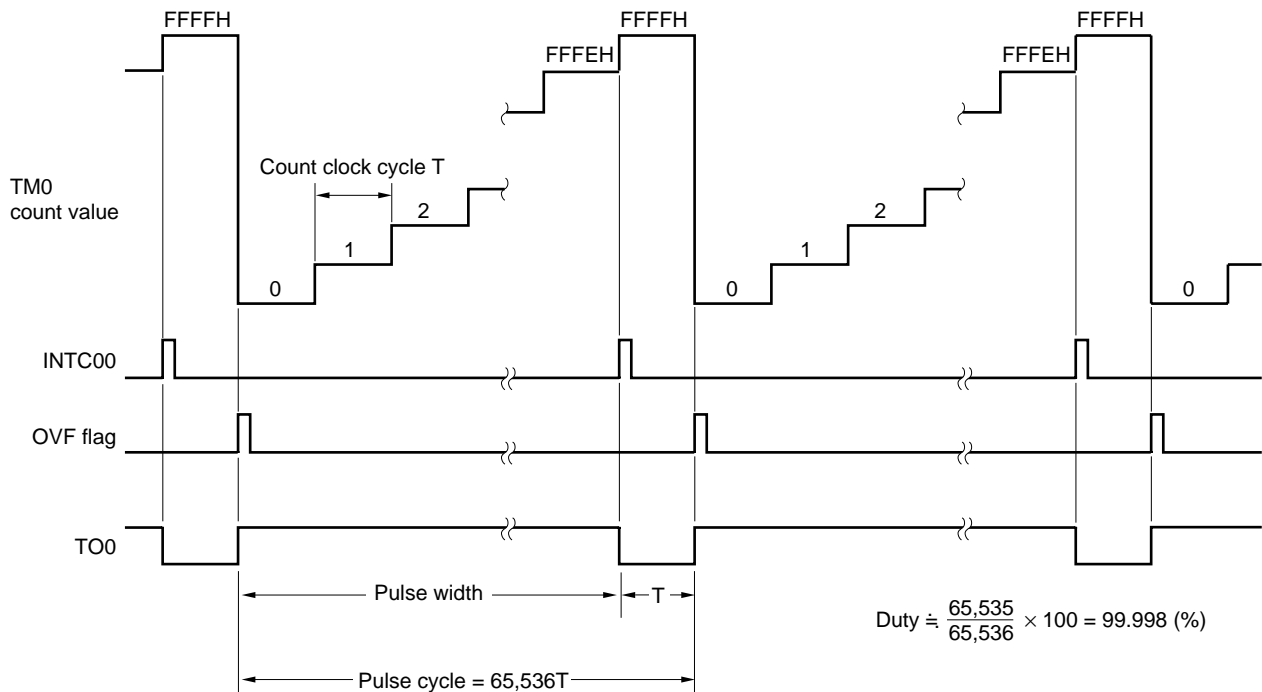 FFFFH FFFFH FFFFH
FFFEH FFFEH
Count clock cycle T
TM0
count value
2 2
1 1
0 0 0
INTC00
OVF flag
TO0
Pulse width T
Duty ≒ 65,535/65,536 × 100 = 99.998 (%)
Pulse cycle = 65,536T